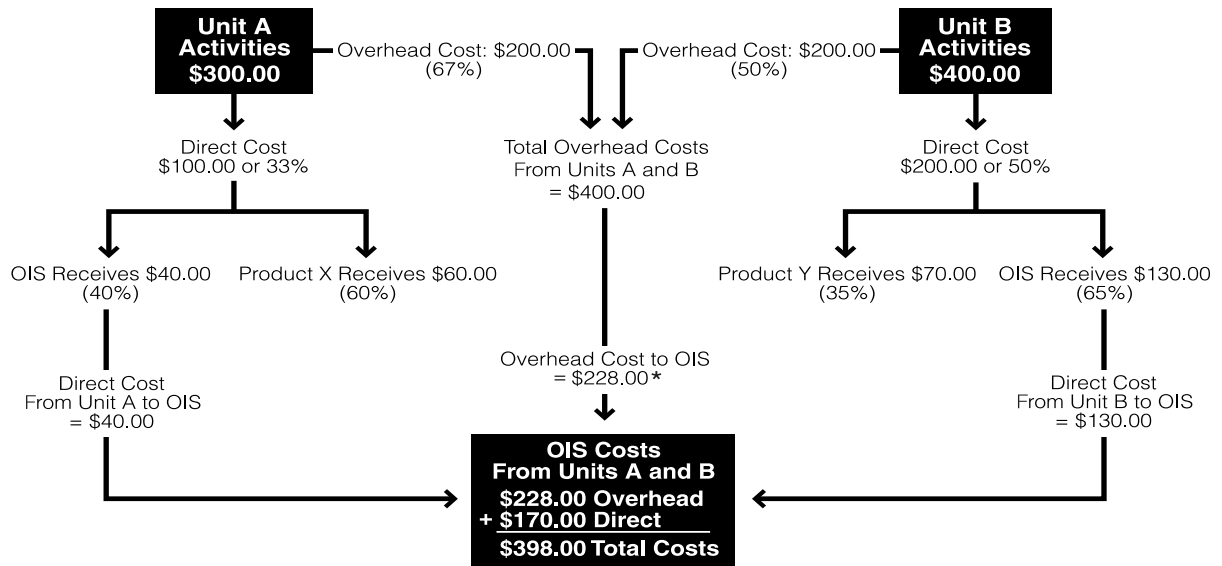 Unit A
Activities
$300.00
Overhead Cost: $200.00
(67%)
Overhead Cost: $200.00
(50%)
Unit B
Activities
$400.00
Direct Cost
$100.00 or 33%
Total Overhead Costs
From Units A and B
= $400.00
Direct Cost
$200.00 or 50%
OIS Receives $40.00
(40%)
Product X Receives $60.00
(60%)
Product Y Receives $70.00
(35%)
OIS Receives $130.00
(65%)
Direct Cost
From Unit A to OIS
= $40.00
Overhead Cost to OIS
= $228.00*
Direct Cost
From Unit B to OIS
= $130.00
OIS Costs
From Units A and B
$228.00 Overhead
+ $170.00 Direct
$398.00 Total Costs